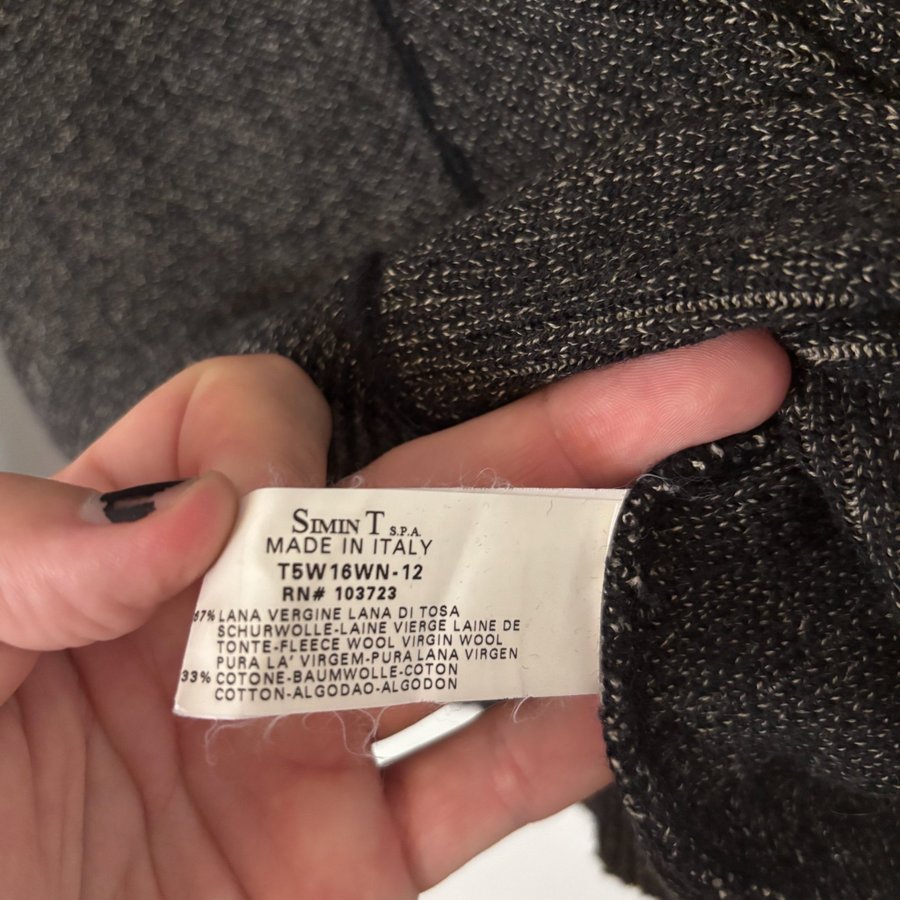 SIMIN T S.P.A.
MADE IN ITALY
T5W16WN-12
RN# 103723
67% LANA VERGINE LANA DI TOSA
SCHURWOLLE-LAINE VIERGE LAINE DE
TONTE-FLEECE WOOL VIRGIN WOOL
PURA LA' VIRGEM-PURA LANA VIRGEN
33% COTONE-BAUMWOLLE-COTON
COTTON-ALGODAO-ALGODON